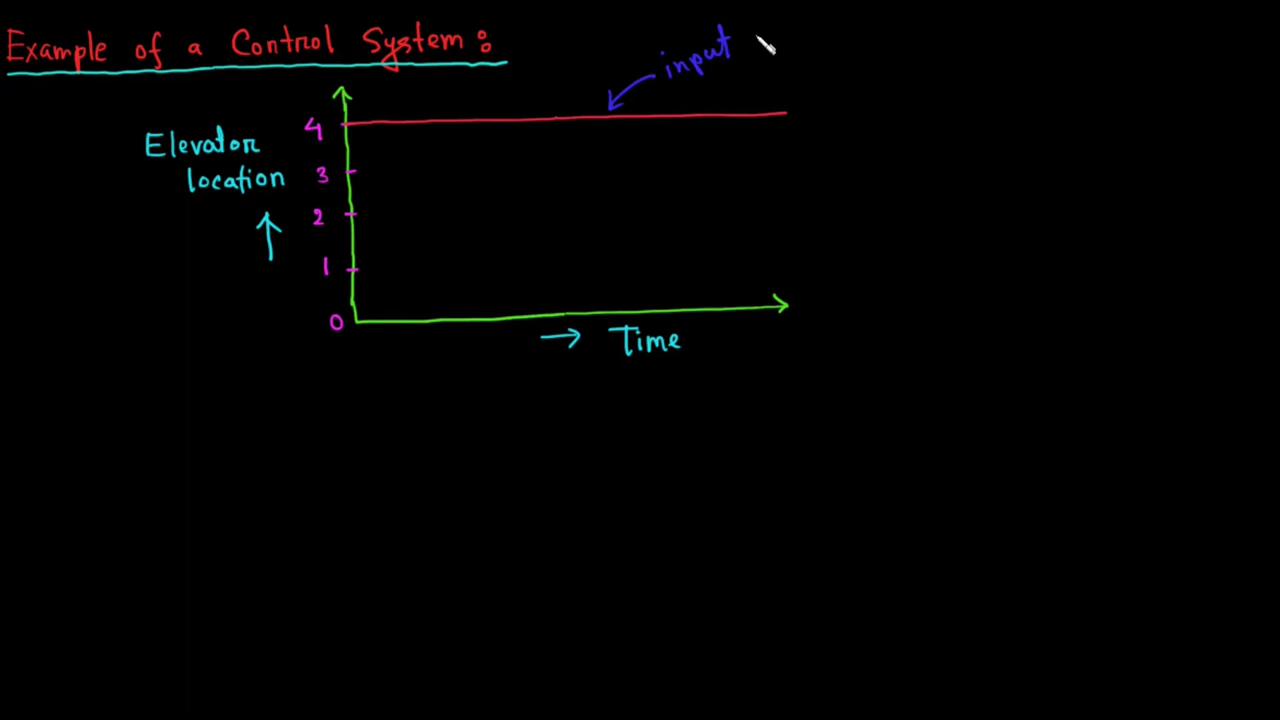 Example of a Control System :
input
Elevator
location
4
3
2
1
0
→ Time